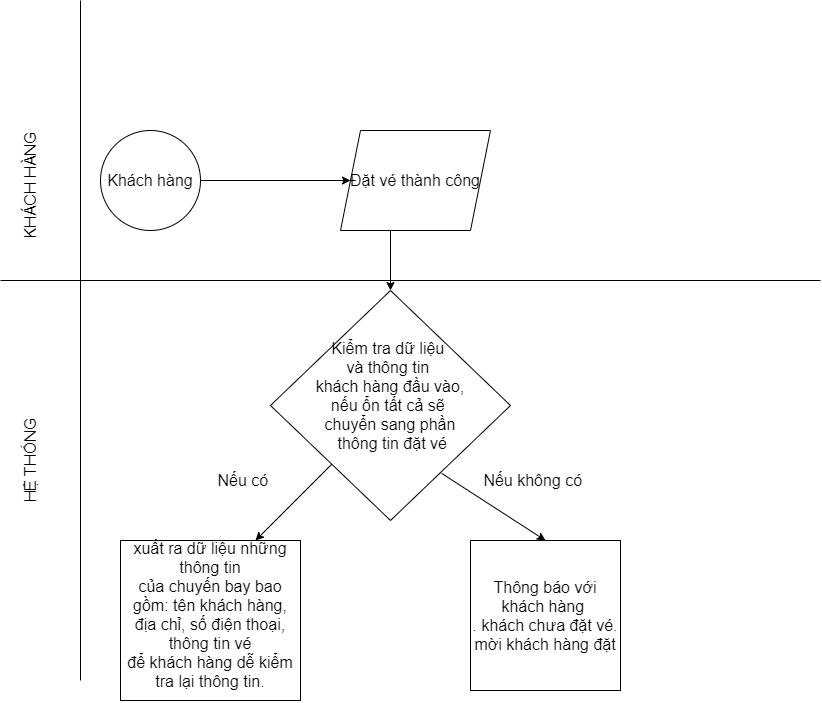 KHÁCH HÀNG
Khách hàng
Đặt vé thành công
HỆ THỐNG
Kiểm tra dữ liệu
và thông tin
khách hàng đầu vào,
nếu ổn tất cả sẽ
chuyển sang phần
thông tin đặt vé
Nếu có
Nếu không có
xuất ra dữ liệu những
thông tin
của chuyến bay bao
gồm: tên khách hàng,
địa chỉ, số điện thoại,
thông tin vé
để khách hàng dễ kiểm
tra lại thông tin.
Thông báo với
khách hàng
. khách chưa đặt vé.
mời khách hàng đặt